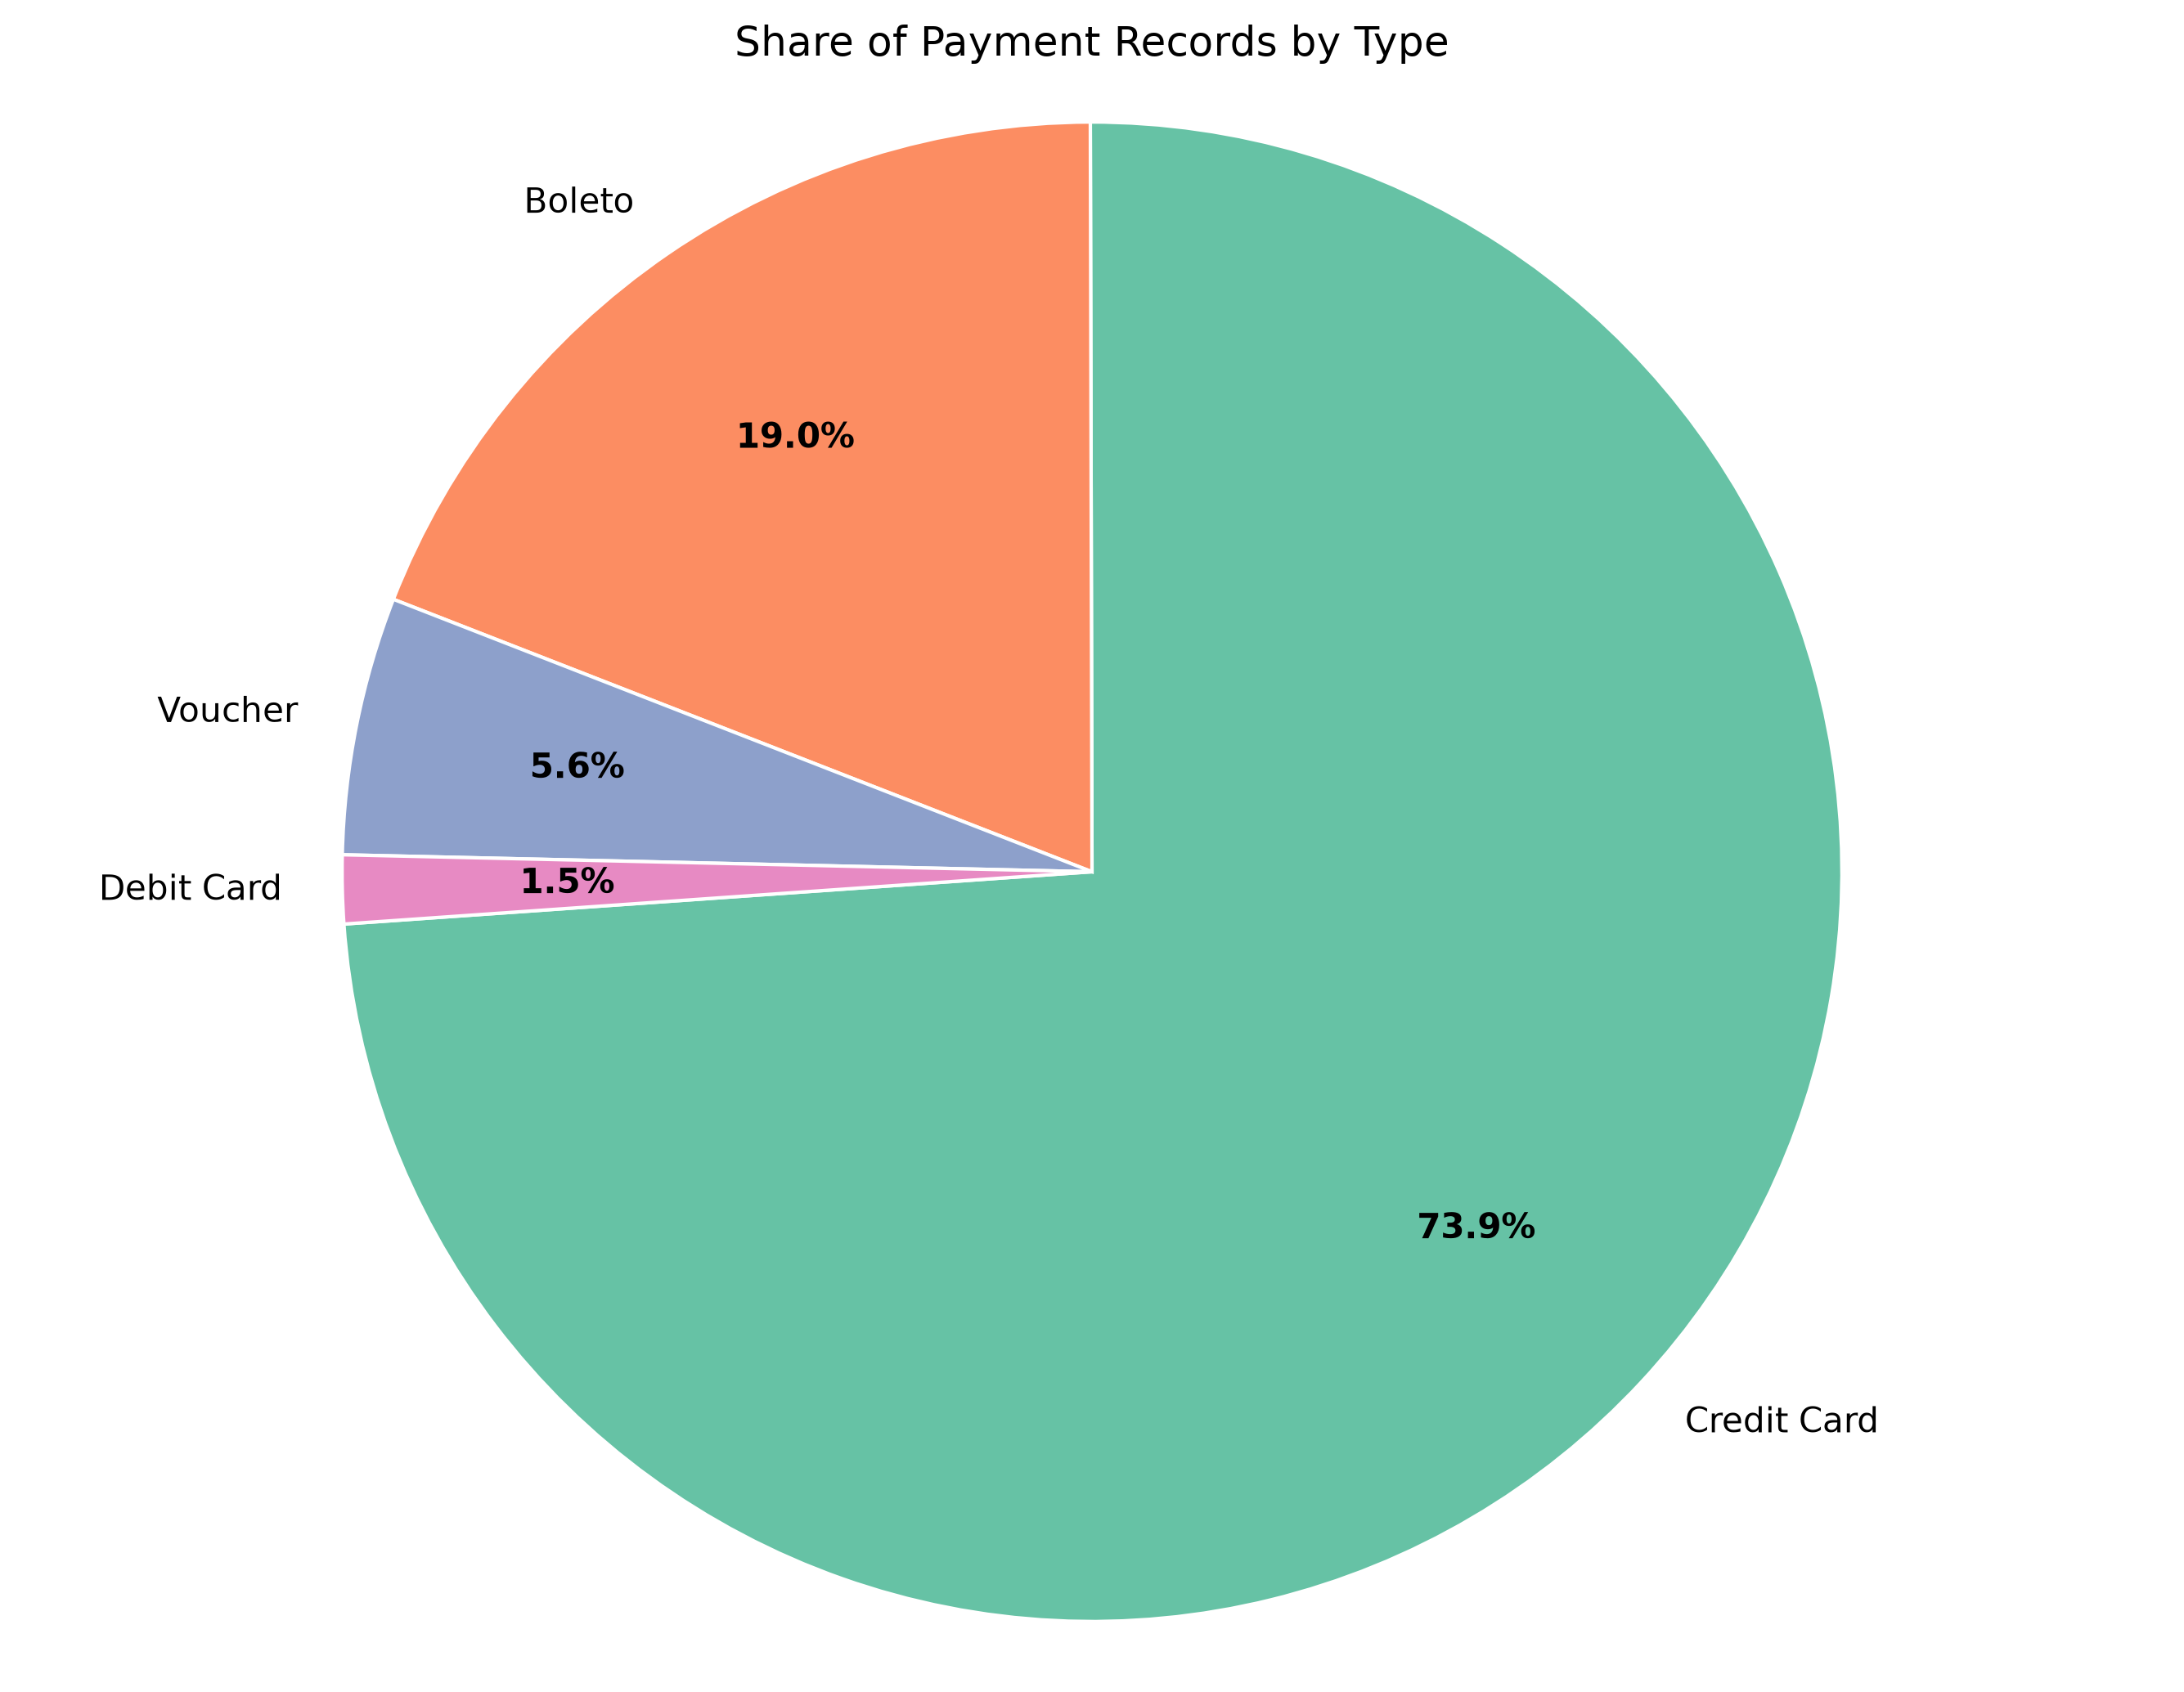 Share of Payment Records by Type
Boleto
19.0%
Voucher
5.6%
Debit Card
1.5%
73.9%
Credit Card